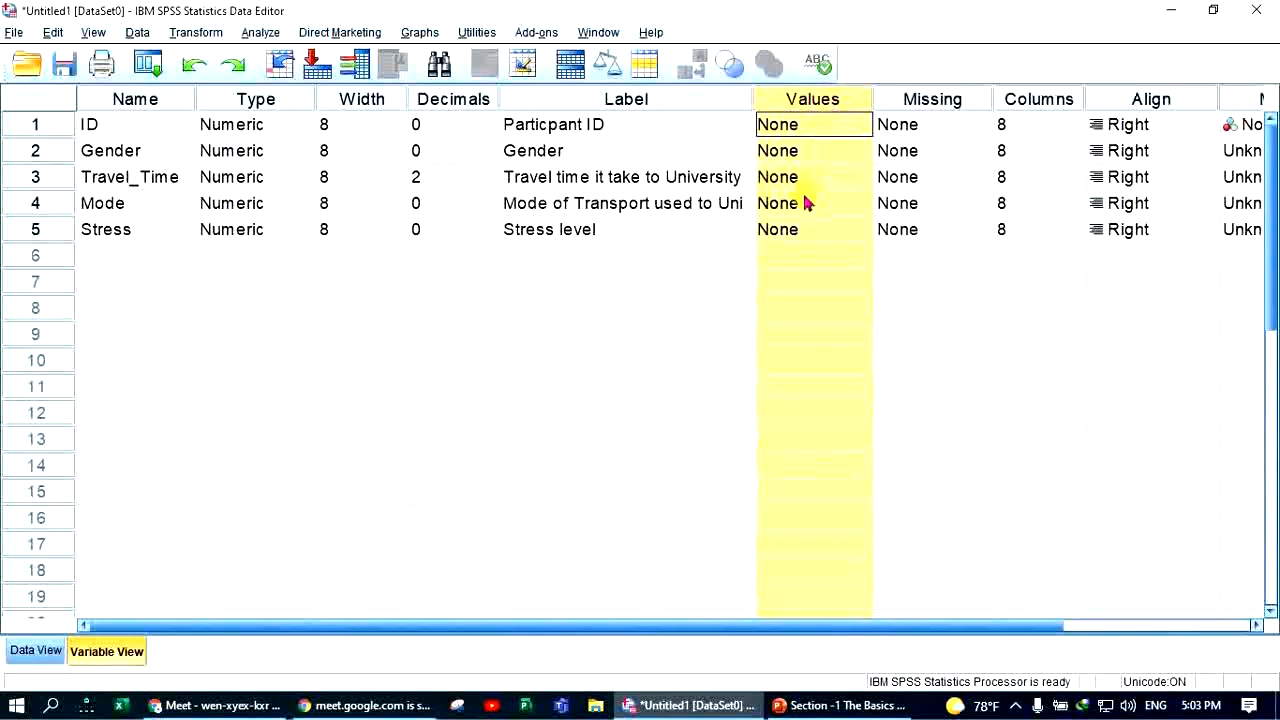 *Untitled1 [DataSet0] - IBM SPSS Statistics Data Editor
File Edit View Data Transform Analyze Direct Marketing Graphs Utilities Add-ons Window Help
ABC
Name Type Width Decimals Label Values Missing Columns Align
1 ID Numeric 8 0 Particpant ID None None 8 Right No
2 Gender Numeric 8 0 Gender None None 8 Right Unkn
3 Travel_Time Numeric 8 2 Travel time it take to University None None 8 Right Unkn
4 Mode Numeric 8 0 Mode of Transport used to Uni None None 8 Right Unkn
5 Stress Numeric 8 0 Stress level None None 8 Right Unkn
6
7
8
9
10
11
12
13
14
15
16
17
18
19
Data View Variable View
IBM SPSS Statistics Processor is ready Unicode:ON
Meet - wen-xyex-kxr ... meet.google.com is s... *Untitled1 [DataSet0] ... Section -1 The Basics ... 78°F ENG 5:03 PM